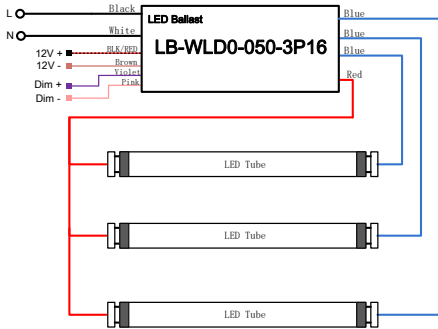 L
Black
LED Ballast
Blue
N
White
LB-WLD0-050-3P16
Blue
12V +
BLK/RED
Blue
12V -
Brown
Red
Dim +
Violet
Dim -
Pink
LED Tube
LED Tube
LED Tube